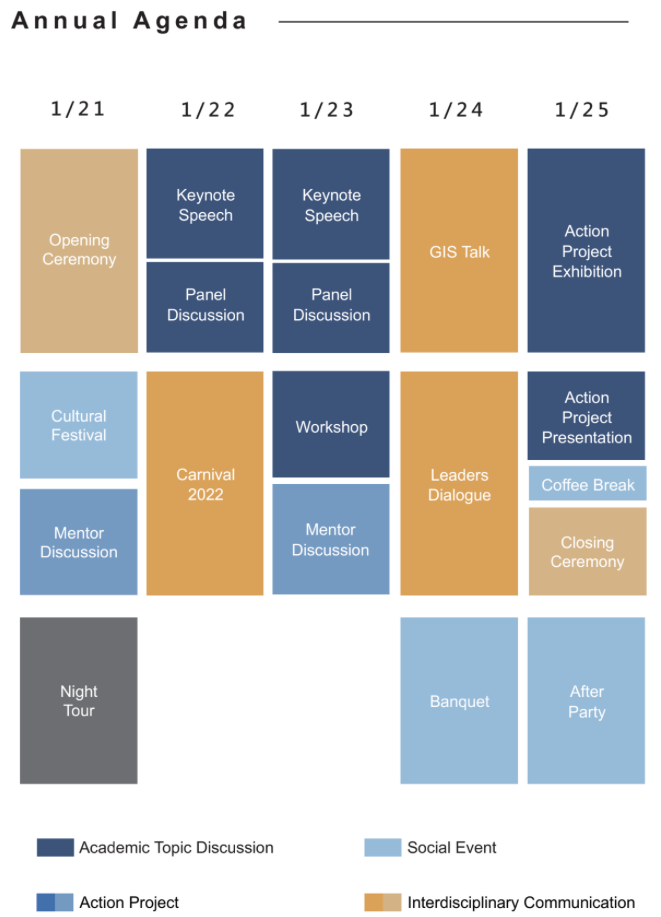 Annual Agenda
1/21
1/22
1/23
1/24
1/25
Opening
Ceremony
Keynote
Speech
Panel
Discussion
Keynote
Speech
Panel
Discussion
GIS Talk
Action
Project
Exhibition
Cultural
Festival
Mentor
Discussion
Carnival
2022
Workshop
Mentor
Discussion
Leaders
Dialogue
Action
Project
Presentation
Coffee Break
Closing
Ceremony
Night
Tour
Banquet
After
Party
Academic Topic Discussion
Social Event
Action Project
Interdisciplinary Communication